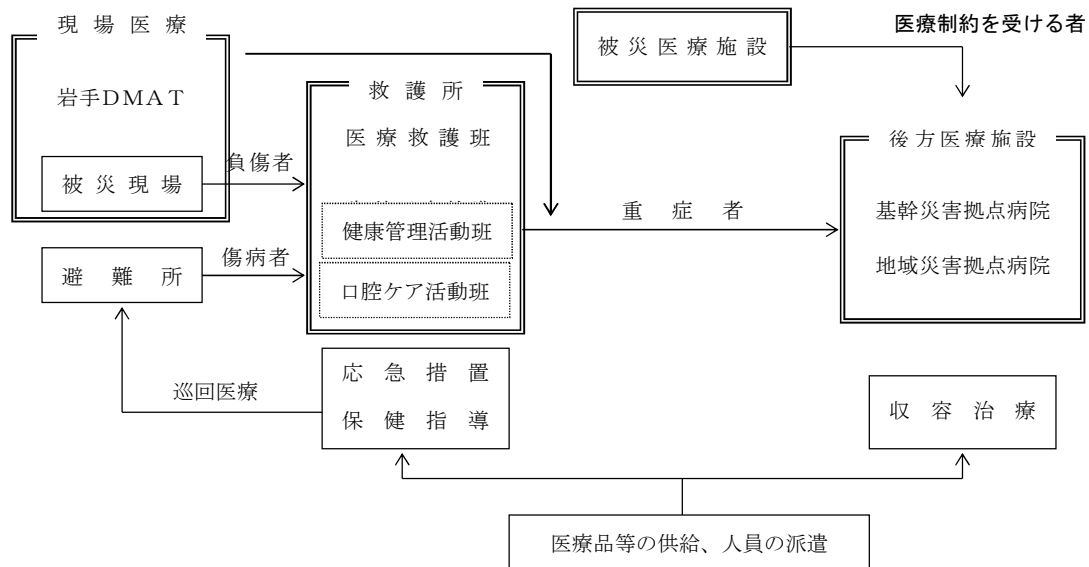 現場医療
岩手DMAT
被災現場
負傷者
避難所
傷病者
救護所
医療救護班
健康管理活動班
口腔ケア活動班
被災医療施設
医療制約を受ける者
重症者
後方医療施設
基幹災害拠点病院
地域災害拠点病院
巡回医療
応急措置
保健指導
収容治療
医療品等の供給、人員の派遣